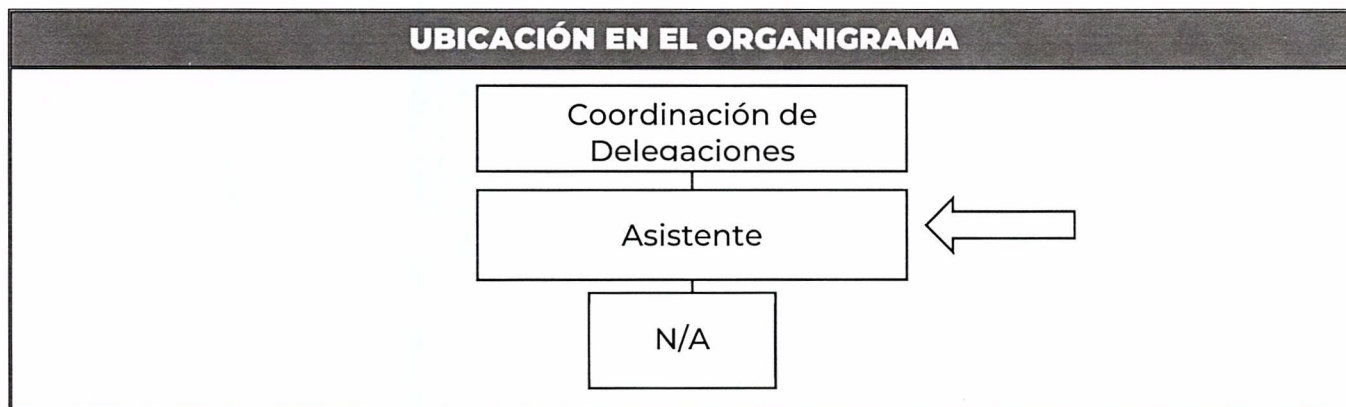 UBICACIÓN EN EL ORGANIGRAMA
Coordinación de
Delegaciones
Asistente
N/A